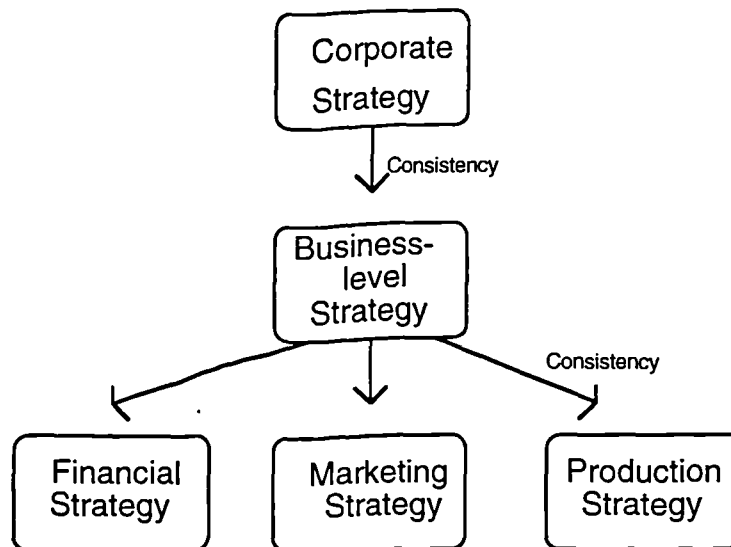 Corporate
Strategy
Consistency
Business-
level
Strategy
Consistency
Financial
Strategy
Marketing
Strategy
Production
Strategy